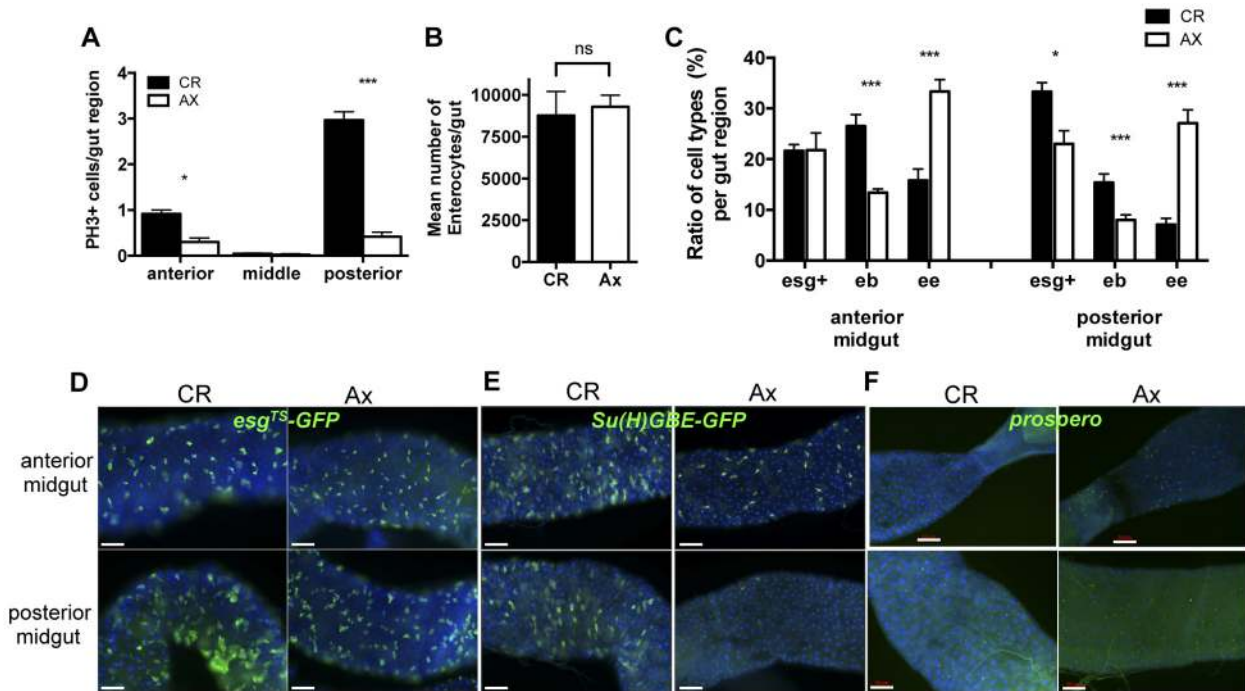 A
PH3+ cells/gut region
4
3
2
1
0
CR
AX
*
***
anterior
middle
posterior
B
Mean number of
Enterocytes/gut
10000
7500
5000
2500
0
ns
CR
Ax
C
CR
AX
Ratio of cell types (%)
per gut region
40
30
20
10
0
***
***
*
***
***
esg+
eb
ee
esg+
eb
ee
anterior
midgut
posterior
midgut
D
CR
Ax
esgTS-GFP
E
CR
Ax
Su(H)GBE-GFP
F
CR
Ax
prospero
anterior
midgut
posterior
midgut